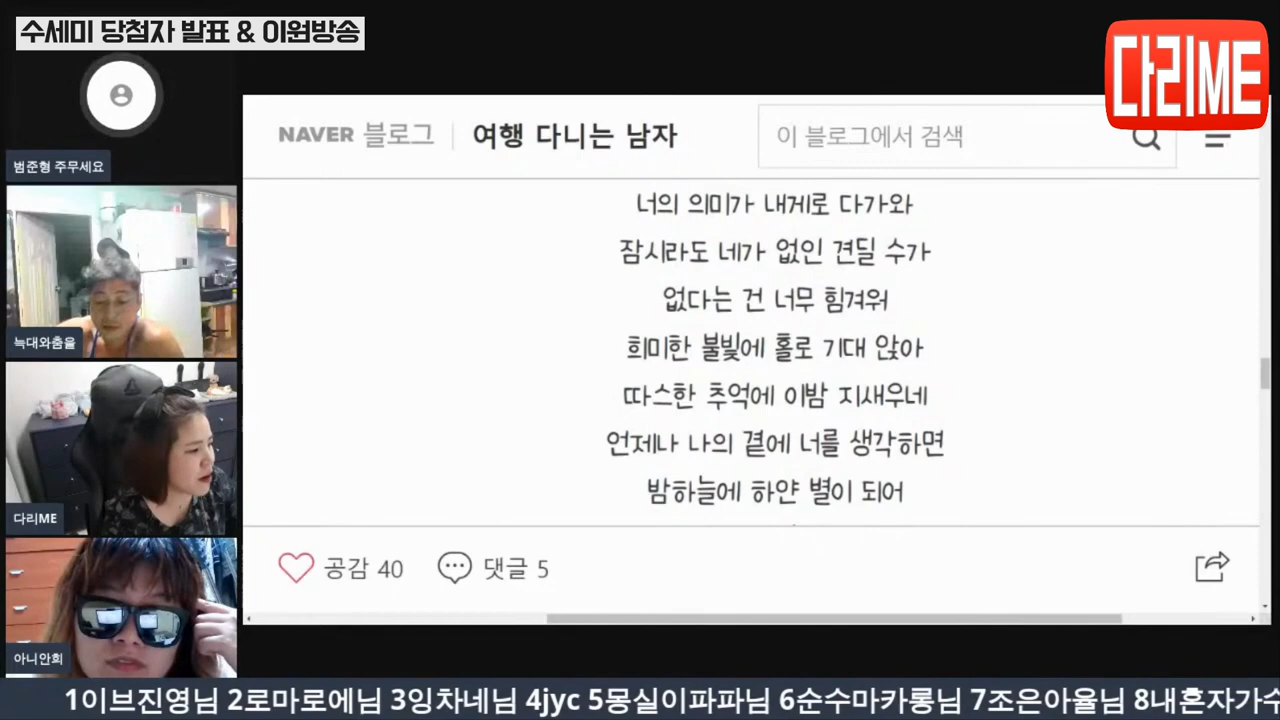 수세미 당첨자 발표 & 이원방송
다리ME
범준형 주무세요
늑대와춤을
다리ME
아니안희
NAVER 블로그 | 여행 다니는 남자
이 블로그에서 검색
너의 의미가 내게로 다가와
잠시라도 네가 없인 견딜 수가
없다는 건 너무 힘겨워
희미한 불빛에 홀로 기대 앉아
따스한 추억에 이밤 지새우네
언제나 나의 곁에 너를 생각하면
밤하늘에 하얀 별이 되어
공감 40 댓글 5
1이브진영님 2로마로에님 3잉차네님 4jyc 5몽실이파파님 6순수마카롱님 7조은아율님 8내혼자가수